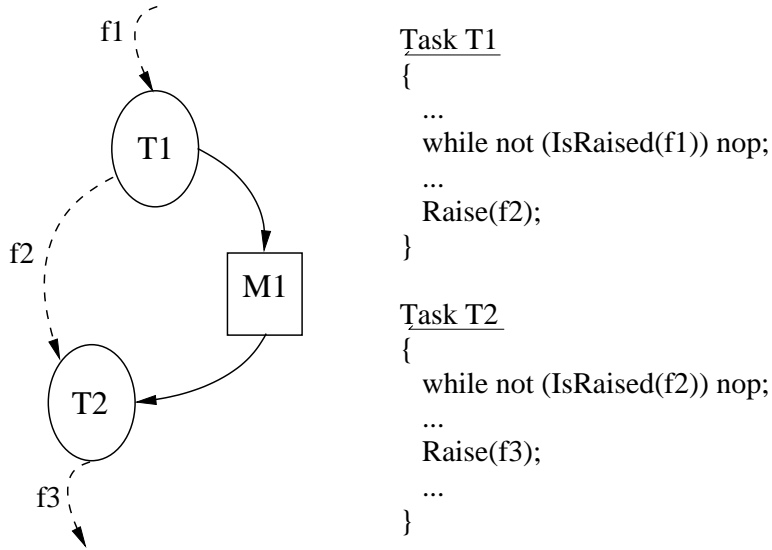 f1
T1
f2
M1
T2
f3
Task T1
{
...
while not (IsRaised(f1)) nop;
...
Raise(f2);
}
Task T2
{
while not (IsRaised(f2)) nop;
...
Raise(f3);
...
}